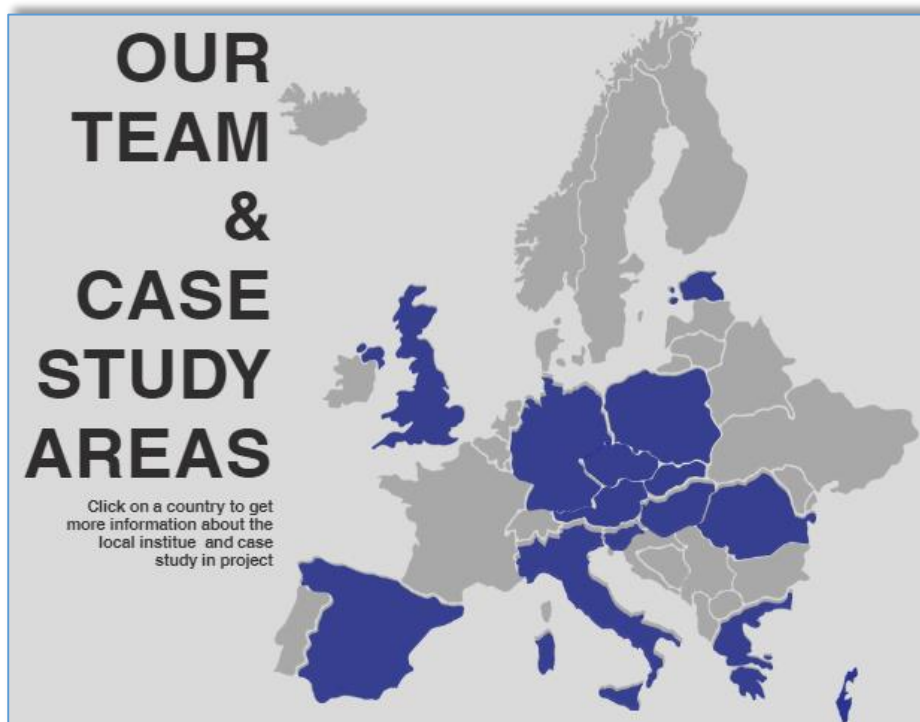 OUR
TEAM
&
CASE
STUDY
AREAS
Click on a country to get
more information about the
local institue and case
study in project